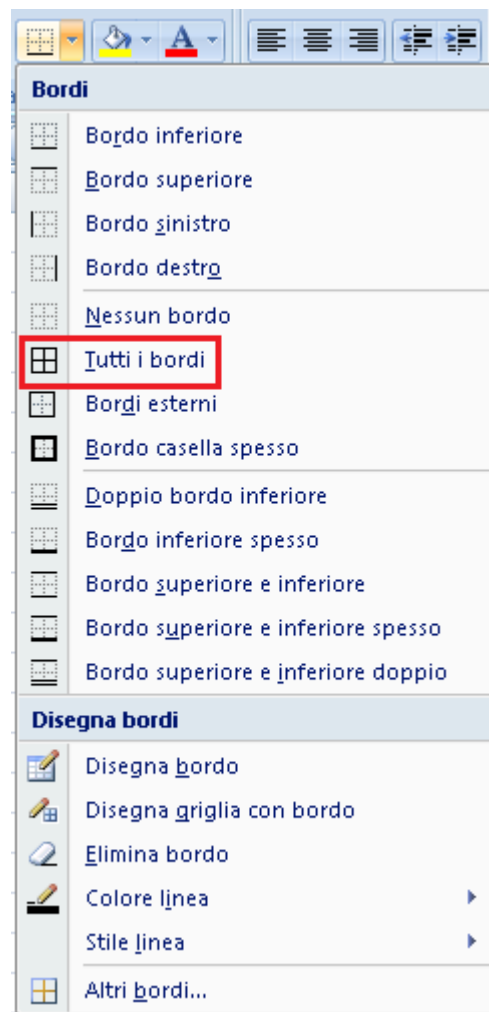 Bordi
Bordo inferiore
Bordo superiore
Bordo sinistro
Bordo destro
Nessun bordo
Tutti i bordi
Bordi esterni
Bordo casella spesso
Doppio bordo inferiore
Bordo inferiore spesso
Bordo superiore e inferiore
Bordo superiore e inferiore spesso
Bordo superiore e inferiore doppio
Disegna bordi
Disegna bordo
Disegna griglia con bordo
Elimina bordo
Colore linea
Stile linea
Altri bordi...